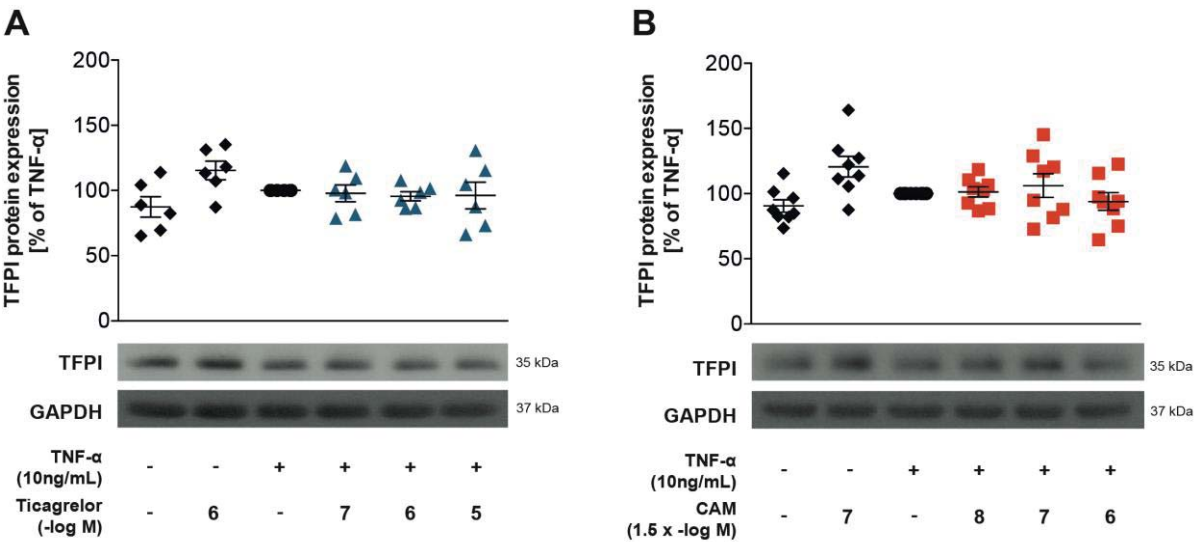 A
TFPI protein expression
[% of TNF-α]
200
150
100
50
0
TFPI
35 kDa
GAPDH
37 kDa
TNF-α
(10ng/mL)
- - + + + +
Ticagrelor
(-log M)
- 6 - 7 6 5
B
TFPI protein expression
[% of TNF-α]
200
150
100
50
0
TFPI
35 kDa
GAPDH
37 kDa
TNF-α
(10ng/mL)
- - + + + +
CAM
(1.5 x -log M)
- 7 - 8 7 6